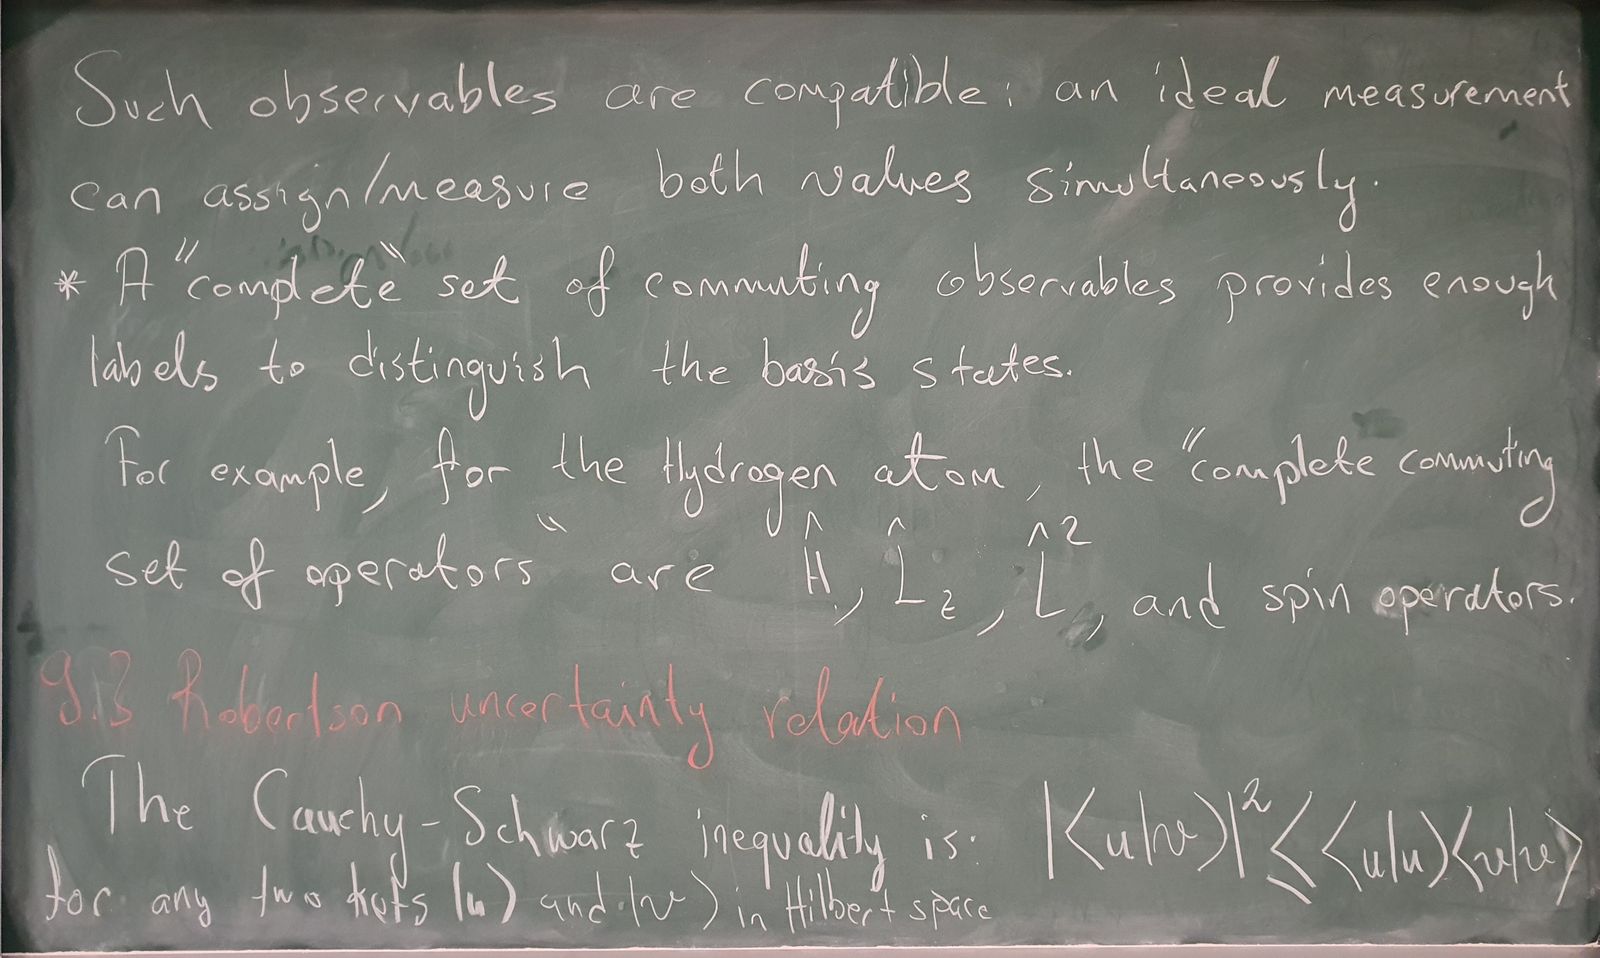 Such observables are compatible: an ideal measurement
can assign/measure both values simultaneously.
* A "complete" set of commuting observables provides enough
labels to distinguish the basis states.
For example, for the Hydrogen atom, the "complete commuting
set of operators" are Ĥ, L̂z, L̂², and spin operators.
9.3 Robertson uncertainty relation
The Cauchy-Schwarz inequality is: |⟨u|v⟩|² ≤ ⟨u|u⟩⟨v|v⟩
for any two kets |u⟩ and |v⟩ in Hilbert space